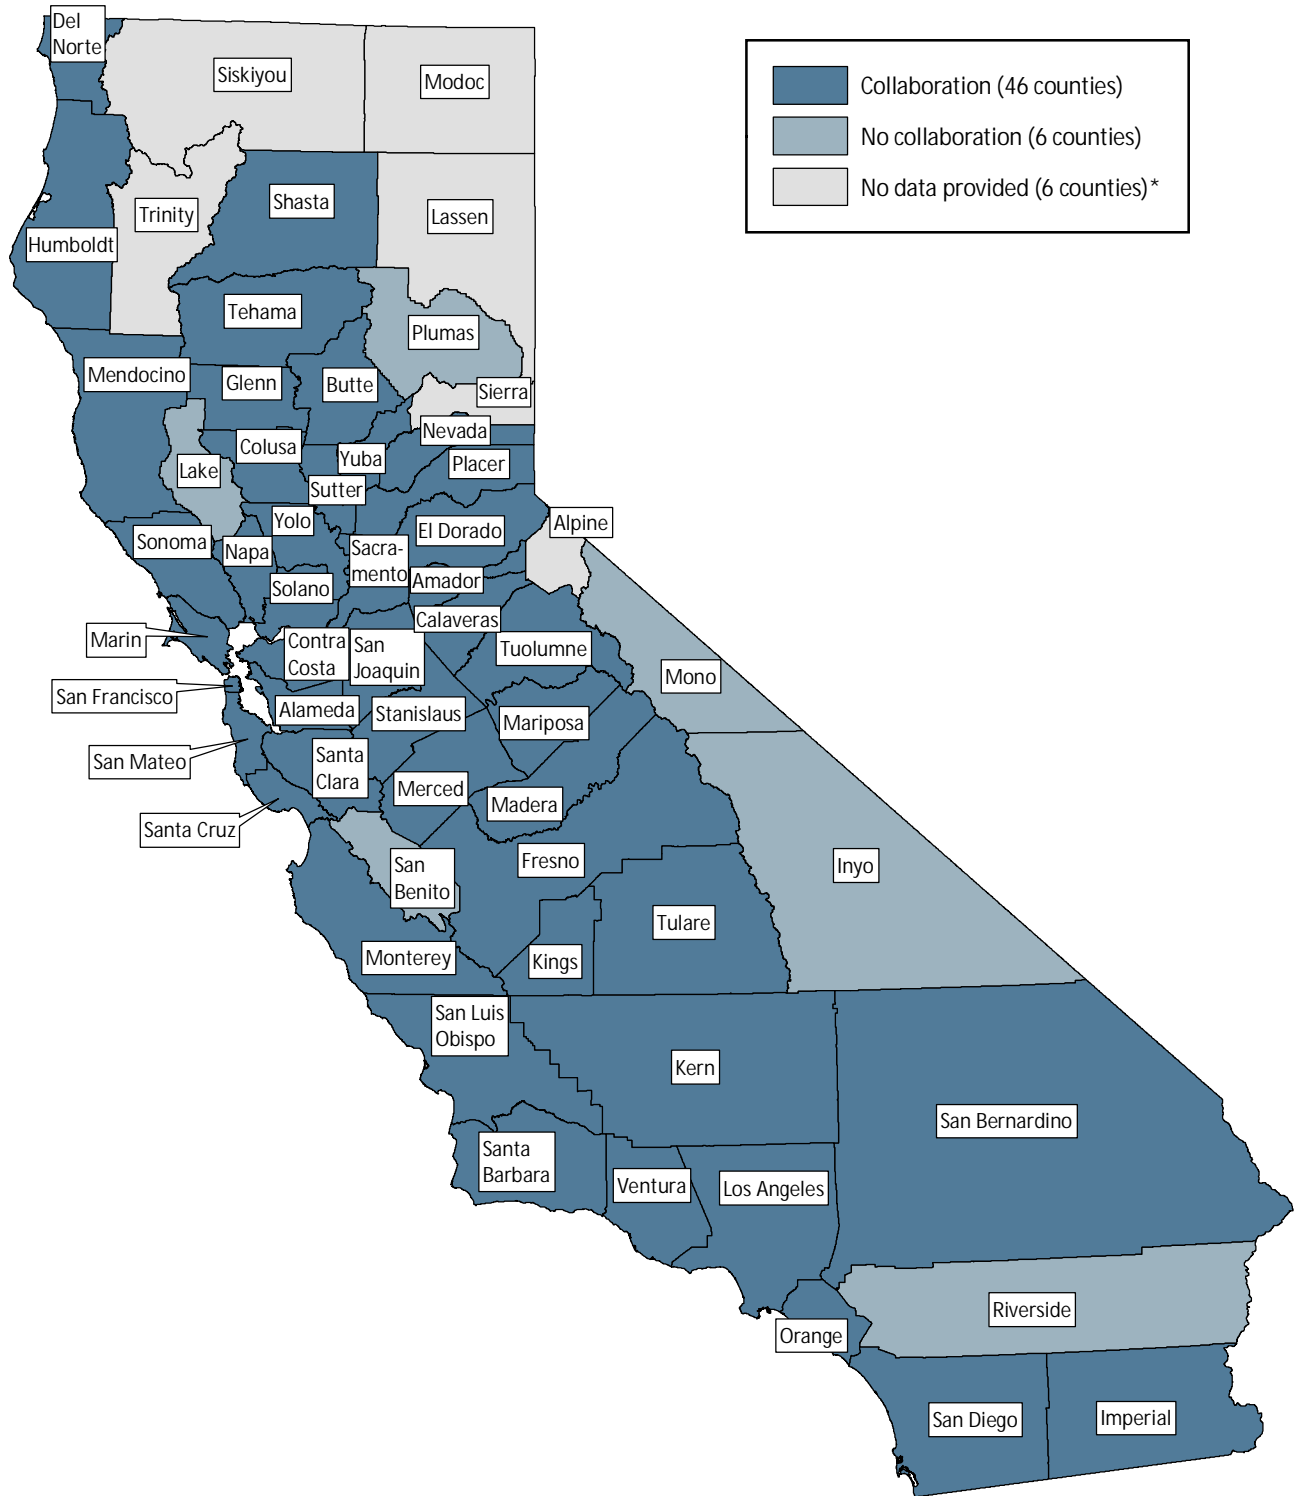 Del
Norte
Siskiyou
Modoc
Collaboration (46 counties)
No collaboration (6 counties)
No data provided (6 counties)*
Shasta
Trinity
Lassen
Humboldt
Tehama
Plumas
Mendocino
Glenn
Butte
Sierra
Nevada
Colusa
Yuba
Placer
Lake
Sutter
Yolo
El Dorado
Alpine
Sonoma
Napa
Sacra-
mento
Solano
Amador
Calaveras
Marin
Contra
Costa
San
Joaquin
Tuolumne
Mono
San Francisco
Alameda
Stanislaus
Mariposa
San Mateo
Santa
Clara
Merced
Madera
Santa Cruz
Fresno
Inyo
San
Benito
Tulare
Monterey
Kings
San Luis
Obispo
Kern
San Bernardino
Santa
Barbara
Ventura
Los Angeles
Riverside
Orange
San Diego
Imperial